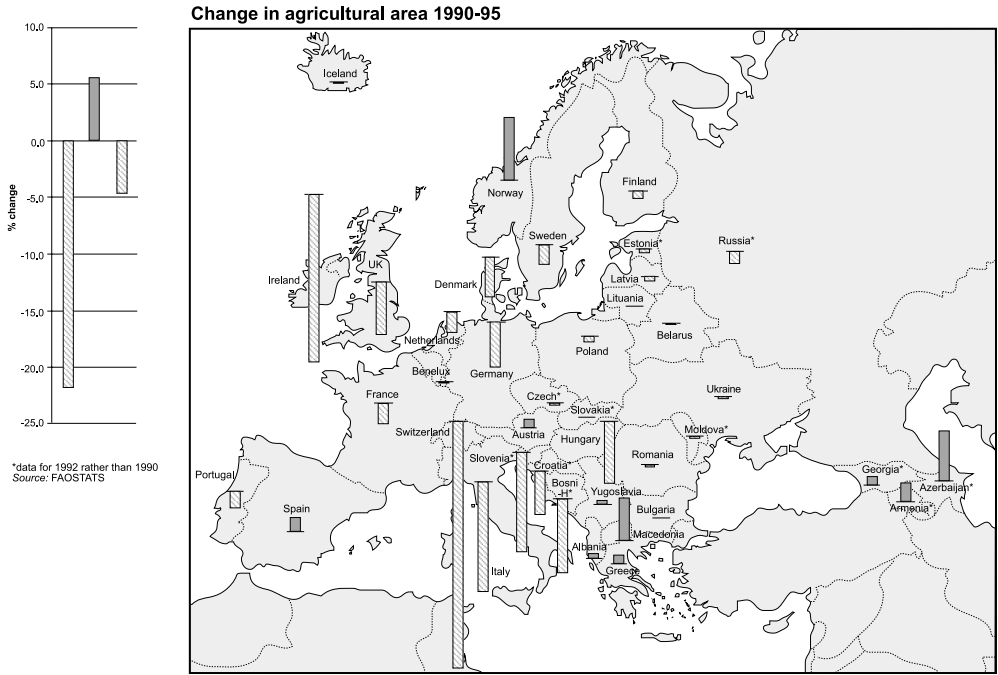 Change in agricultural area 1990-95
10.0
5.0
0.0
-5.0
-10.0
-15.0
-20.0
-25.0
% change
*data for 1992 rather than 1990
Source: FAOSTATS
Iceland
Norway
Finland
Sweden
Estonia*
Russia*
UK
Ireland
Latvia
Denmark
Lituania
Belarus
Netherlands
Poland
Benelux
Germany
Ukraine
France
Czech*
Slovakia*
Switzerland
Austria
Hungary
Moldova*
Slovenia*
Croatia*
Romania
Georgia*
Portugal
Bosni
-H*
Yugoslavia
Azerbaijan*
Spain
Bulgaria
Armenia*
Macedonia
Albania
Italy
Greece